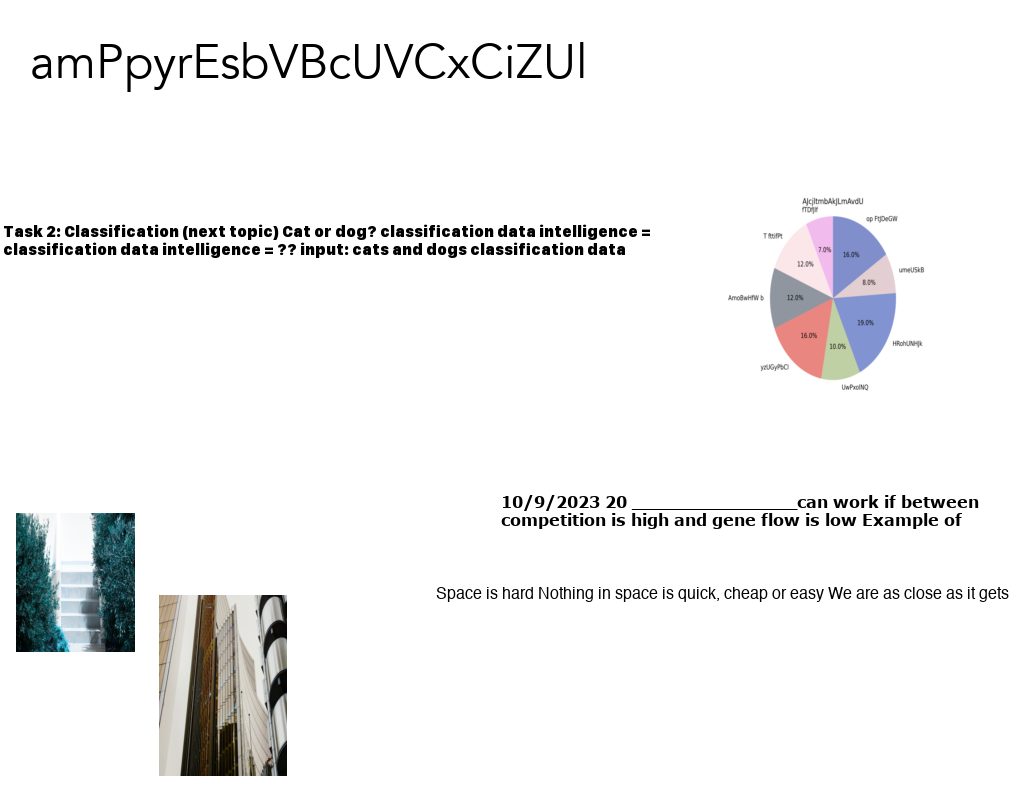 amPpyrEsbVBcUVCxCiZUl
Task 2: Classification (next topic) Cat or dog? classification data intelligence =
classification data intelligence = ?? input: cats and dogs classification data
AJcjltmbAkJLmAvdU
fTDfjIf
op FtJDeGW
T fttifPt
7.0%
16.0%
12.0%
umeUSkB
8.0%
AmoBwHfW b
12.0%
19.0%
16.0%
HRohUNHJk
10.0%
yzUGyPbCl
UwPxolNQ
10/9/2023 20 __________________can work if between
competition is high and gene flow is low Example of
Space is hard Nothing in space is quick, cheap or easy We are as close as it gets